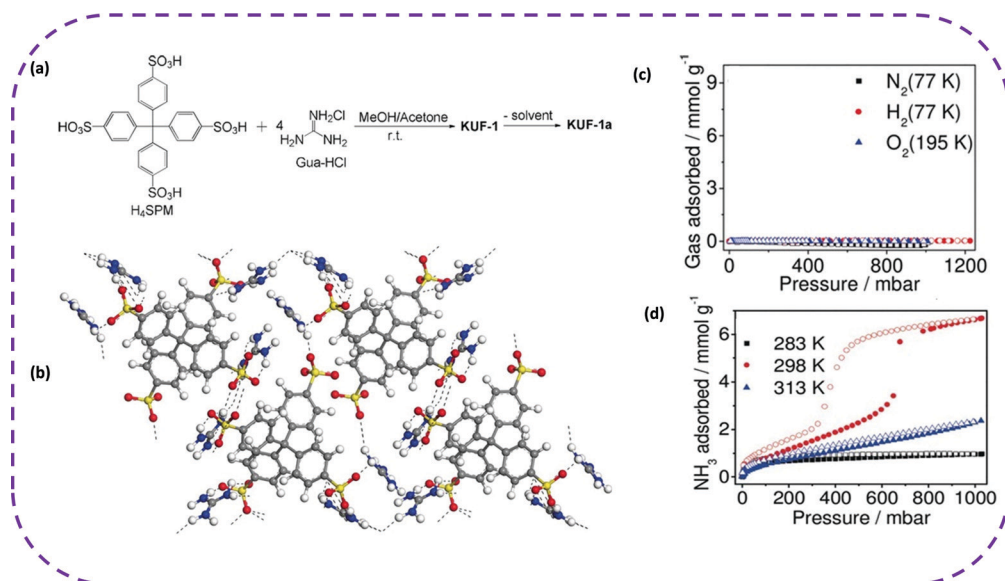 (a)
SO₃H
HO₃S
SO₃H
SO₃H
H₄SPM
+ 4
NH₂Cl
NH₂ NH₂
Gua-HCl
MeOH/Acetone
r.t.
KUF-1
- solvent
KUF-1a
(b)
(c)
Gas adsorbed / mmol g⁻¹
9
6
3
0
N₂(77 K)
H₂(77 K)
O₂(195 K)
0 400 800 1200
Pressure / mbar
(d)
NH₃ adsorbed / mmol g⁻¹
6
4
2
0
283 K
298 K
313 K
0 200 400 600 800 1000
Pressure / mbar